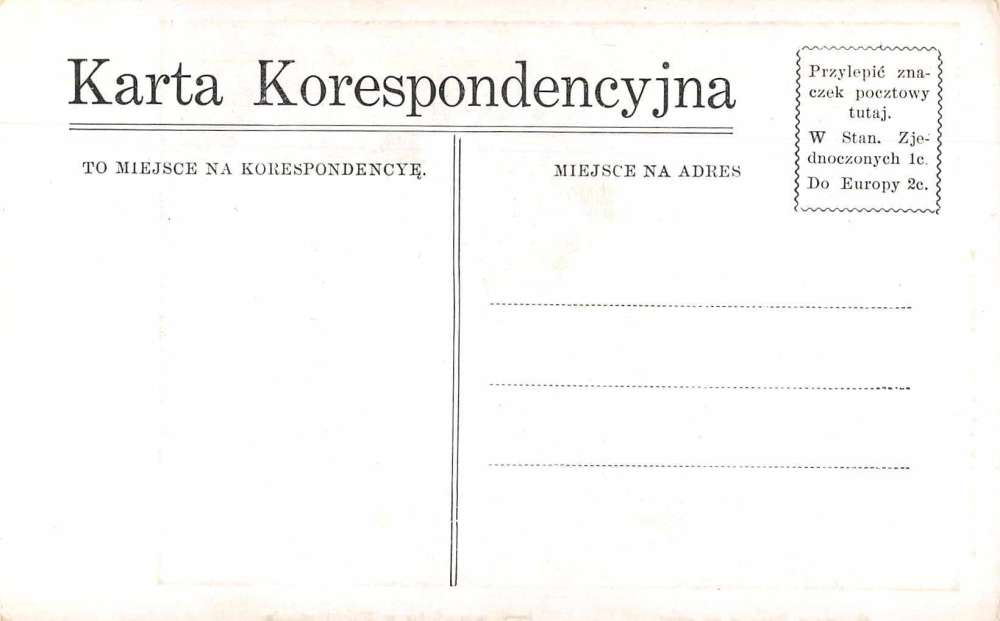 Karta Korespondencyjna
Przylepić zna-
czek pocztowy
tutaj.
W Stan. Zje-
dnoczonych 1c.
Do Europy 2c.
TO MIEJSCE NA KORESPONDENCYĘ.
MIEJSCE NA ADRES